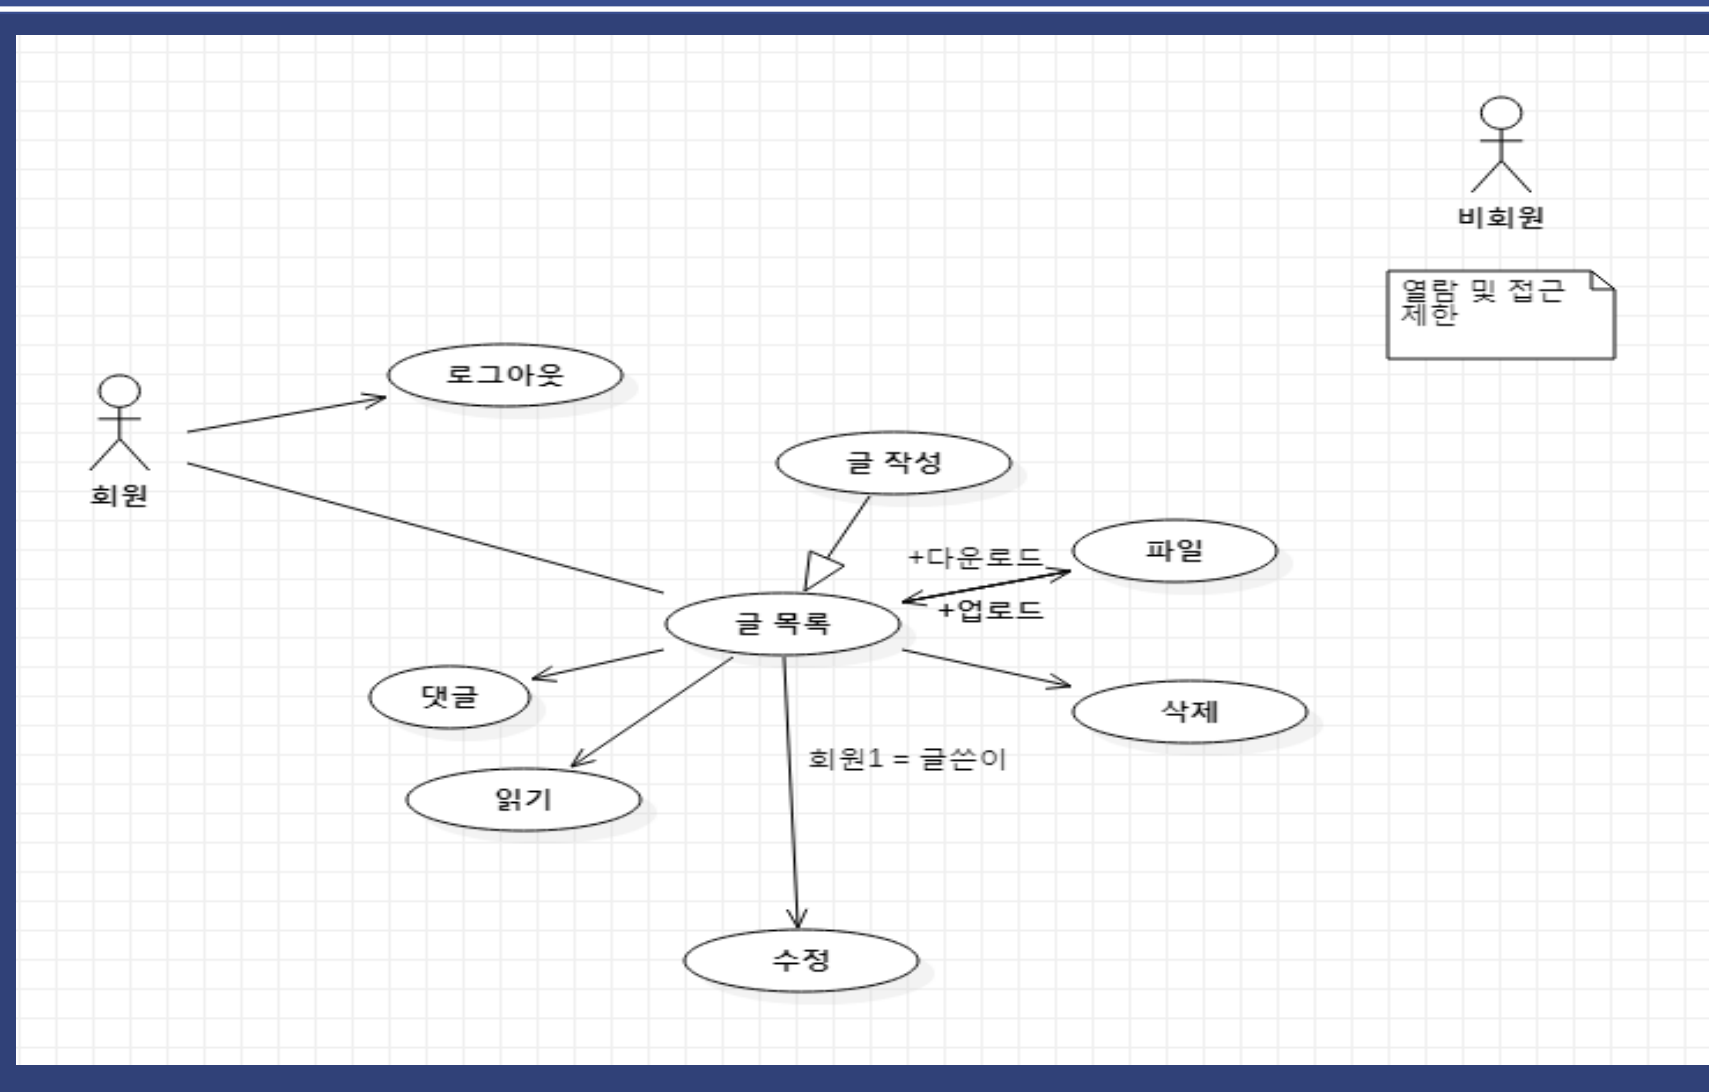 비회원
열람 및 접근
제한
로그아웃
회원
글 작성
파일
+다운로드
+업로드
글 목록
댓글
삭제
회원1 = 글쓴이
읽기
수정